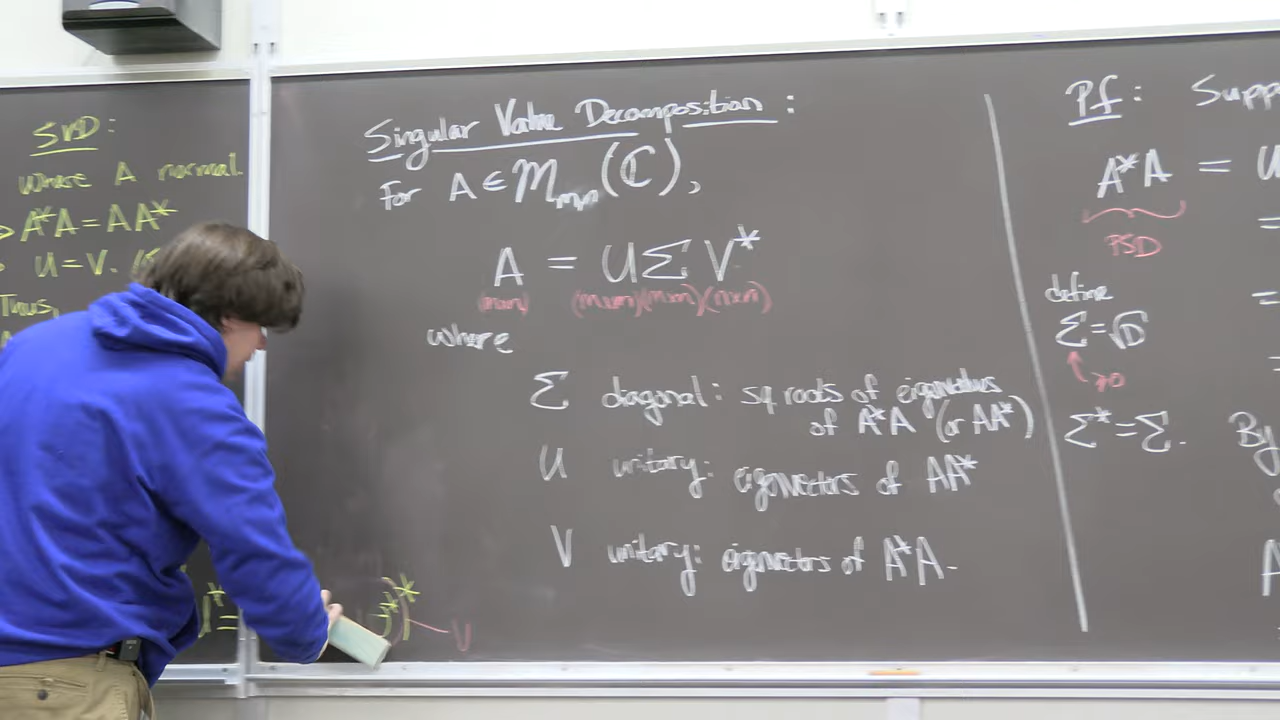 SVD:
where A normal.
A*A = AA*
U=V.
Thus,
Singular Value Decomposition:
For A ∈ M_{m,n}(ℂ),
A = UΣV*
(m×n) (m×m)(m×n)(n×n)
where
Σ diagonal: sq roots of eigenvalues
of A*A (or AA*)
U unitary: eigenvectors of AA*
V unitary: eigenvectors of A*A.
)*
V
Pf: Supp
A*A = U
PSD
=
define
=
Σ=√D
≥0
Σ*=Σ.
By
A